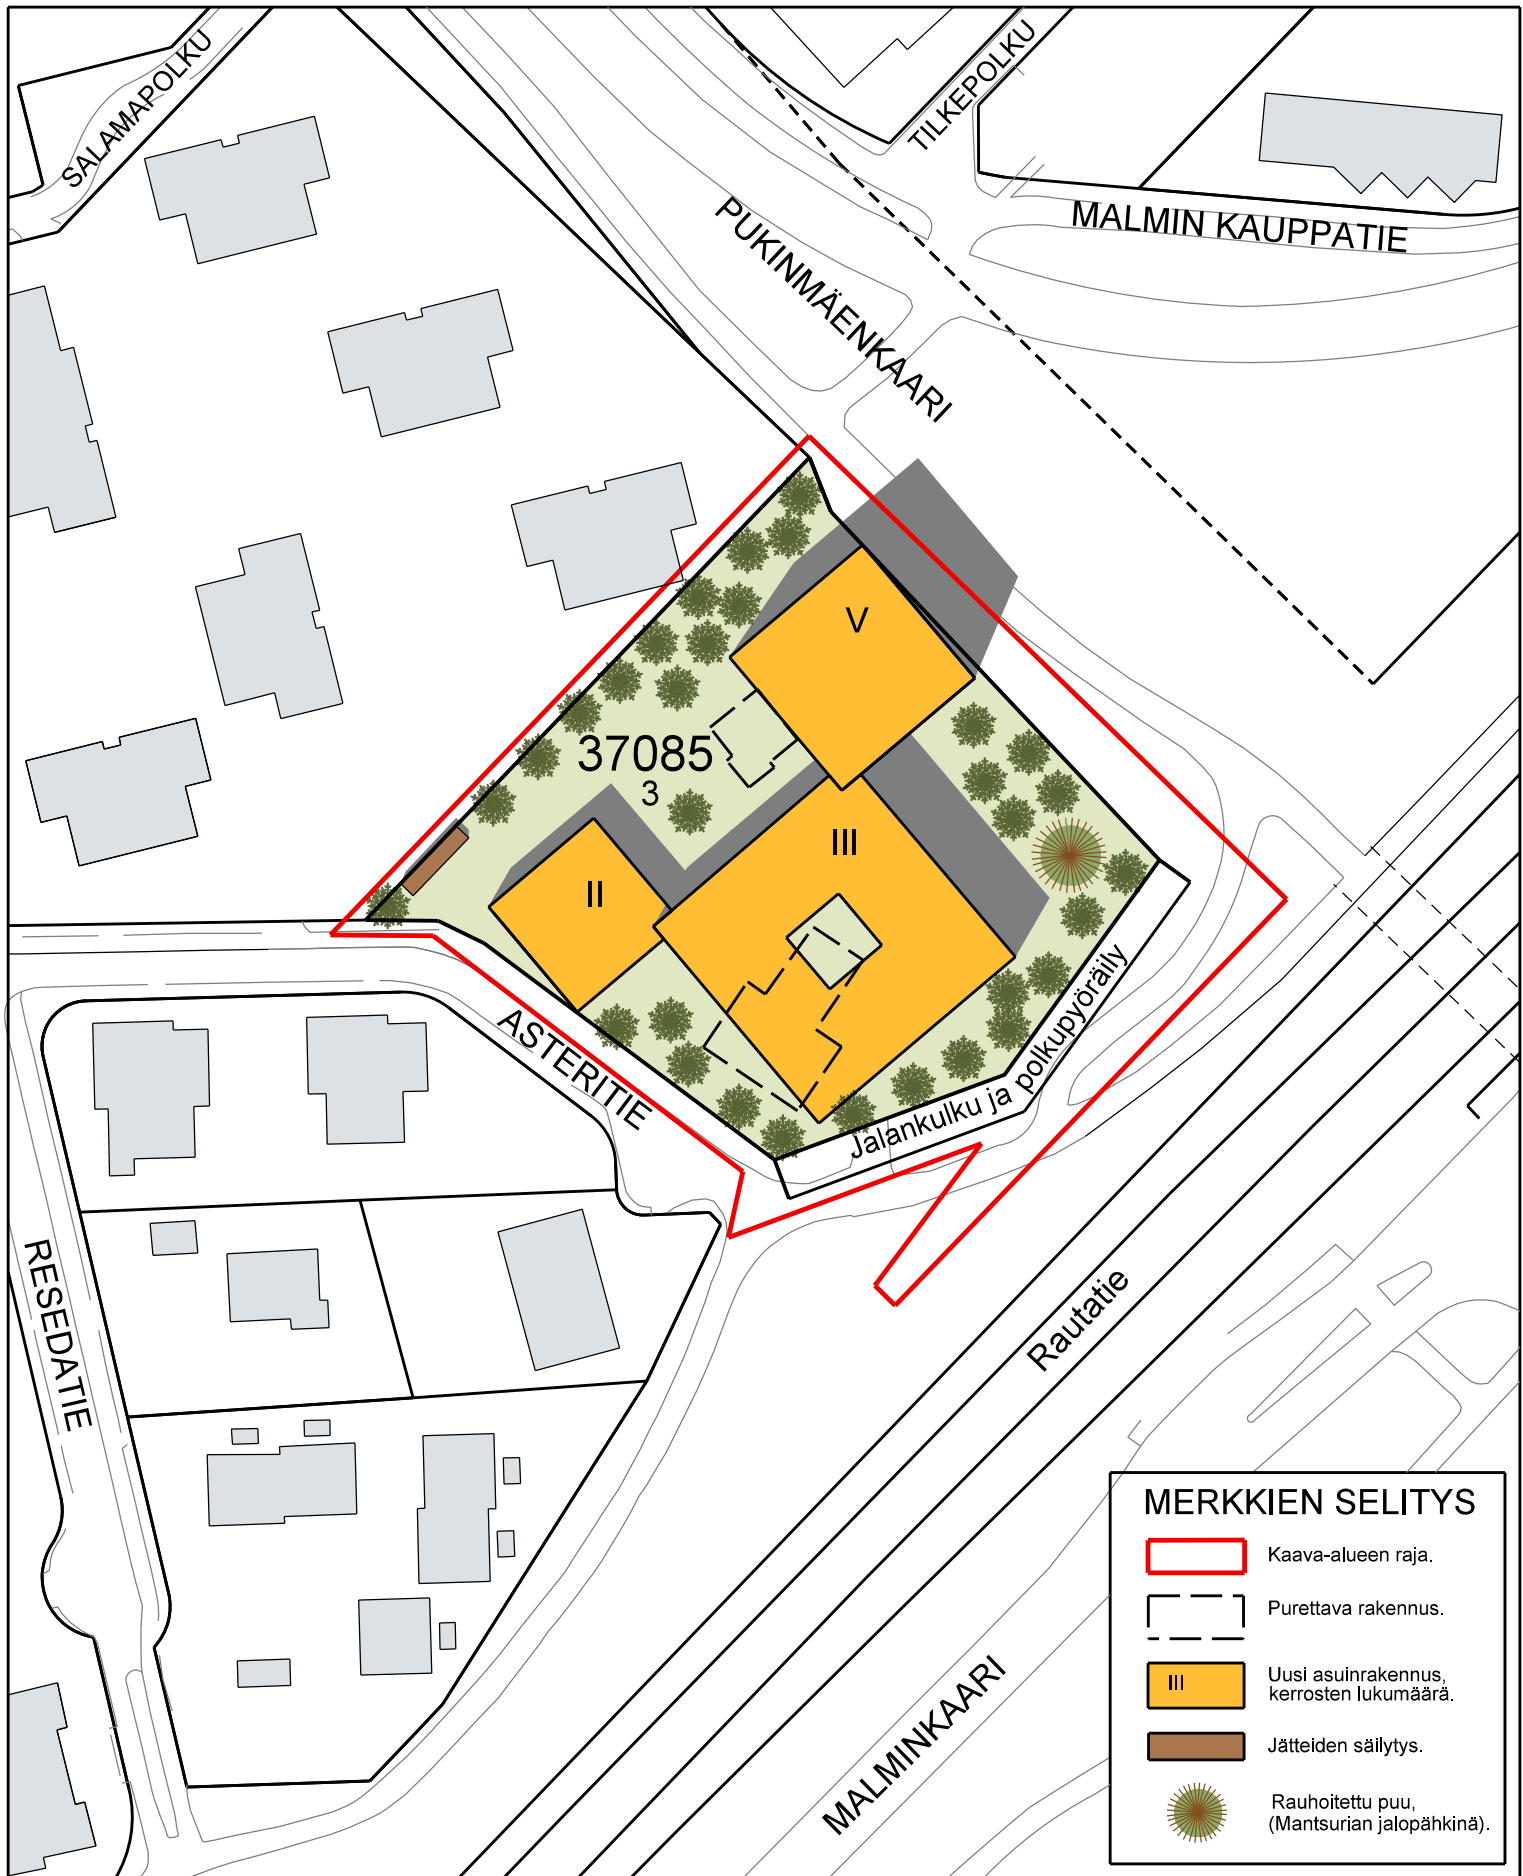 SALAMAPOLKU
TILKEPOLKU
PUKINMÄENKAARI
MALMIN KAUPPATIE
V
37085
3
III
II
ASTERITIE
Jalankulku ja polkupyöräily
RESEDATIE
Rautatie
MALMINKAARI
MERKKIEN SELITYS
Kaava-alueen raja.
Purettava rakennus.
III
Uusi asuinrakennus,
kerrosten lukumäärä.
Jätteiden säilytys.
Rauhoitettu puu,
(Mantsurian jalopähkinä).